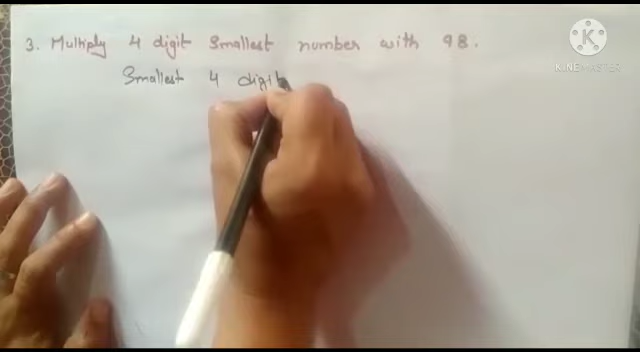 3. Multiply 4 digit Smallest number with 98.
Smallest 4 digit
KINEMASTER